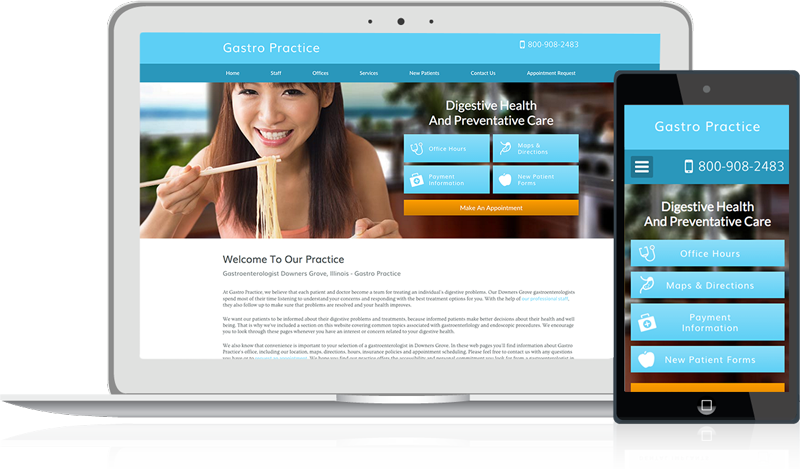 Gastro Practice
800-908-2483
Home Staff Offices Services New Patients Contact Us Appointment Request
Digestive Health
And Preventative Care
Office Hours
Maps &
Directions
Payment
Information
New Patient
Forms
Make An Appointment
Welcome To Our Practice
Gastroenterologist Downers Grove, Illinois - Gastro Practice
At Gastro Practice, we believe that each patient and doctor become a team for treating an individual's digestive problems. Our Downers Grove gastroenterologists
spend most of their time listening to understand your concerns and responding with the best treatment options for you. With the help of our professional staff,
they also follow up to make sure that problems are resolved and your health improves.
We want our patients to be informed about their digestive problems and treatments, because informed patients make better decisions about their health and well
being. That is why we've included a section on this website covering common topics associated with gastroenterology and endoscopic procedures. We encourage
you to look through these pages whenever you have an interest or concern related to your digestive health.
We also know that convenience is important to your selection of a gastroenterologist in Downers Grove. In these web pages you'll find information about Gastro
Practice's office, including our location, maps, directions, hours, insurance policies and appointment scheduling. Please feel free to contact us with any questions
Gastro Practice
800-908-2483
Digestive Health
And Preventative Care
Office Hours
Maps & Directions
Payment
Information
New Patient Forms